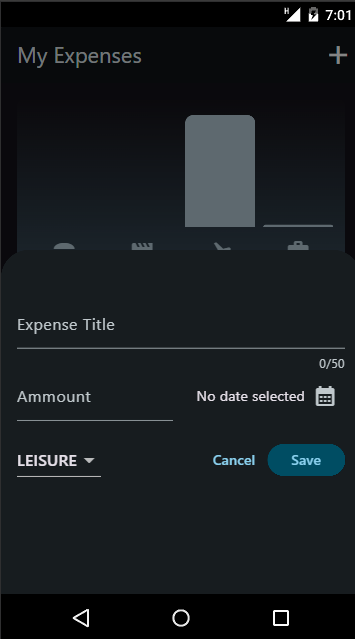 H 7:01
My Expenses
Expense Title
0/50
Ammount No date selected
LEISURE Cancel Save